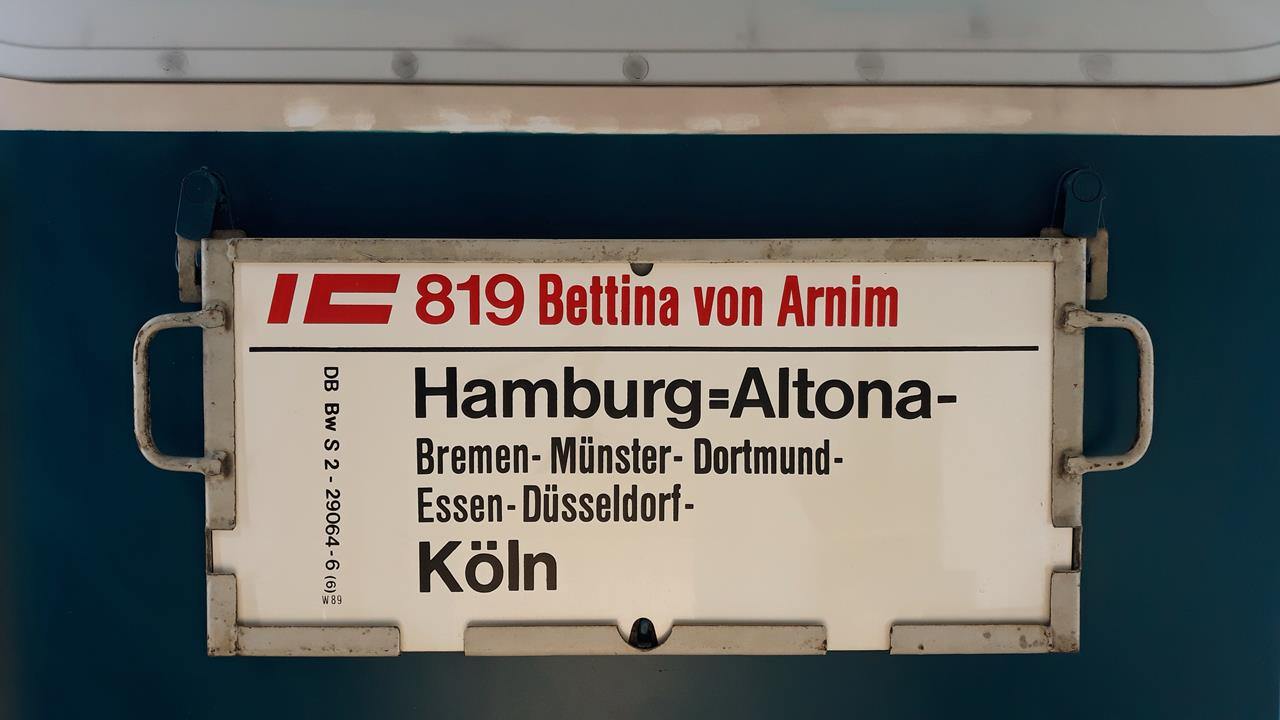 IC 819 Bettina von Arnim
Hamburg=Altona-
Bremen- Münster- Dortmund-
Essen- Düsseldorf-
Köln
DB Bw S 2 - 29064-6 (6)
W89